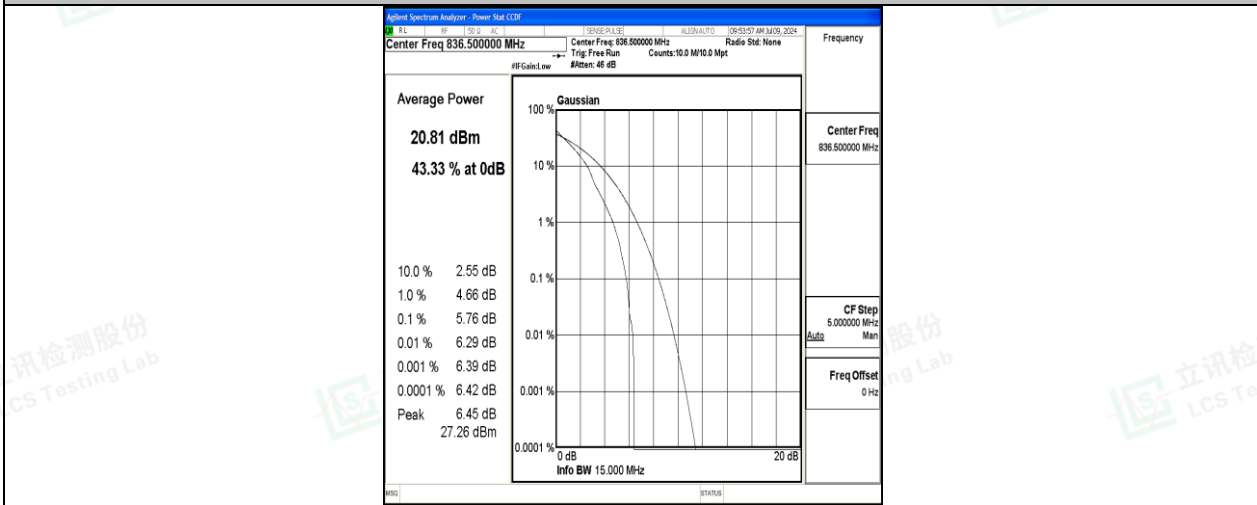 Agilent Spectrum Analyzer - Power Stat CCDF
RL RF 50 Ω AC SENSE:PULSE ALIGN AUTO 09:53:57 AM Jul 09, 2024
Center Freq 836.500000 MHz
Center Freq: 836.500000 MHz Radio Std: None
Trig: Free Run Counts:10.0 M/10.0 Mpt
#IFGain:Low #Atten: 46 dB
Frequency
Average Power
20.81 dBm
43.33 % at 0dB
10.0 % 2.55 dB
1.0 % 4.66 dB
0.1 % 5.76 dB
0.01 % 6.29 dB
0.001 % 6.39 dB
0.0001 % 6.42 dB
Peak 6.45 dB
27.26 dBm
Gaussian
100 %
10 %
1 %
0.1 %
0.01 %
0.001 %
0.0001 %
0 dB 20 dB
Info BW 15.000 MHz
Center Freq
836.500000 MHz
CF Step
5.000000 MHz
Auto Man
Freq Offset
0 Hz
MSG STATUS
讯检测股份
LCS Testing Lab
股份
ng Lab
立讯检
LCS Te